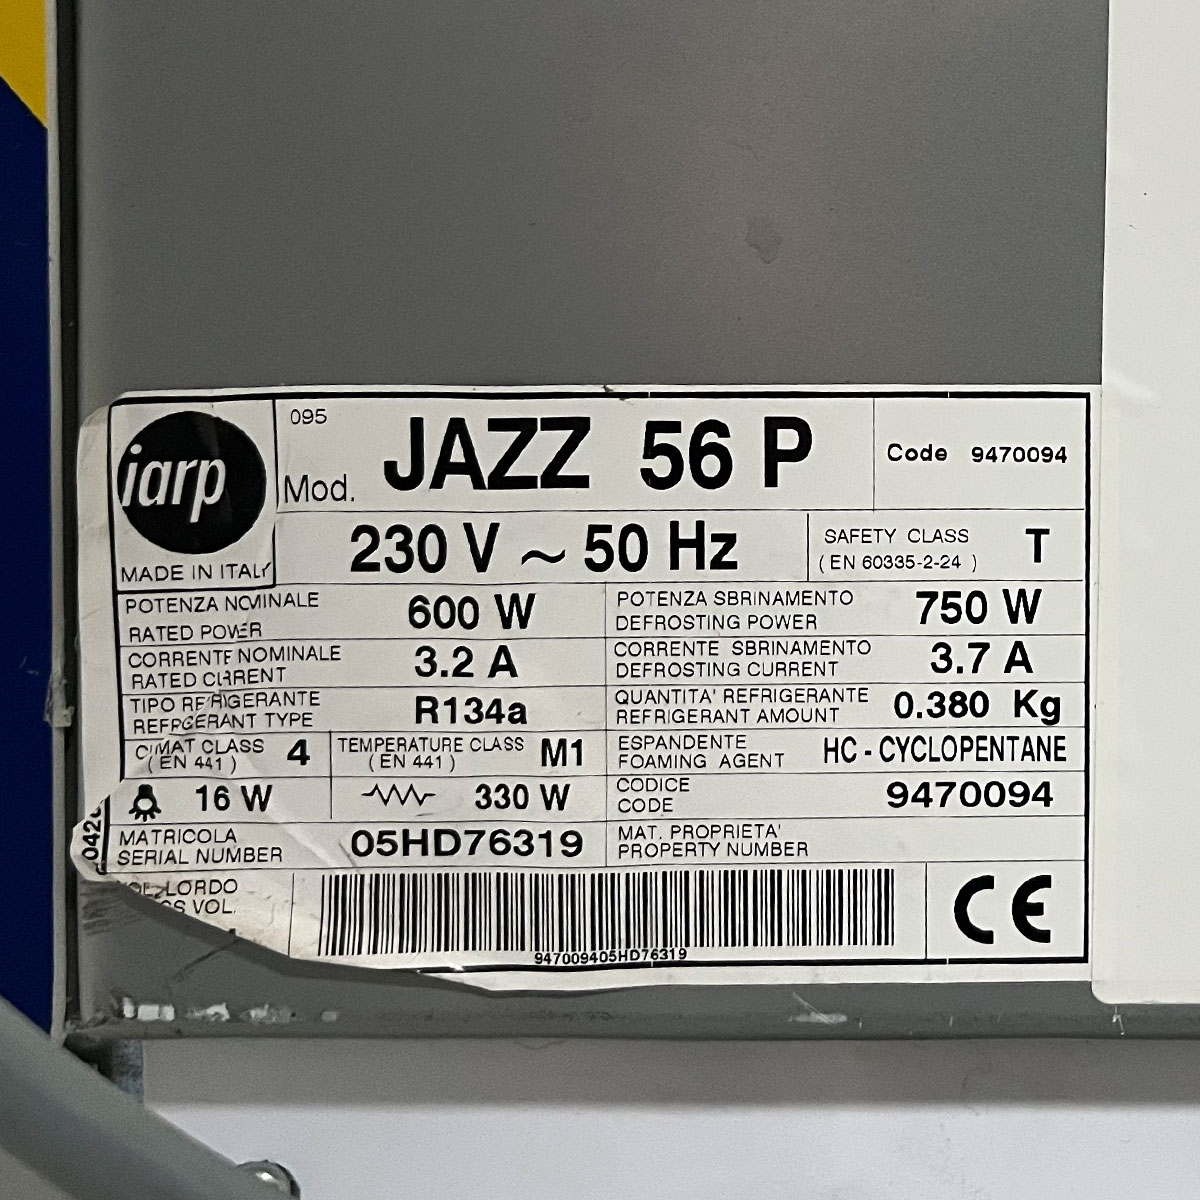 iarp
MADE IN ITALY
095
Mod. JAZZ 56 P
Code 9470094
230 V ~ 50 Hz
SAFETY CLASS
(EN 60335-2-24)
T
POTENZA NOMINALE
RATED POWER
600 W
POTENZA SBRINAMENTO
DEFROSTING POWER
750 W
CORRENTE NOMINALE
RATED CURRENT
3.2 A
CORRENTE SBRINAMENTO
DEFROSTING CURRENT
3.7 A
TIPO REFRIGERANTE
REFRIGERANT TYPE
R134a
QUANTITA' REFRIGERANTE
REFRIGERANT AMOUNT
0.380 Kg
CLIMAT CLASS
(EN 441)
4
TEMPERATURE CLASS
(EN 441)
M1
ESPANDENTE
FOAMING AGENT
HC - CYCLOPENTANE
16 W
330 W
CODICE
CODE
9470094
MATRICOLA
SERIAL NUMBER
05HD76319
MAT. PROPRIETA'
PROPERTY NUMBER
LORDO
VOL.
947009405HD76319
CE